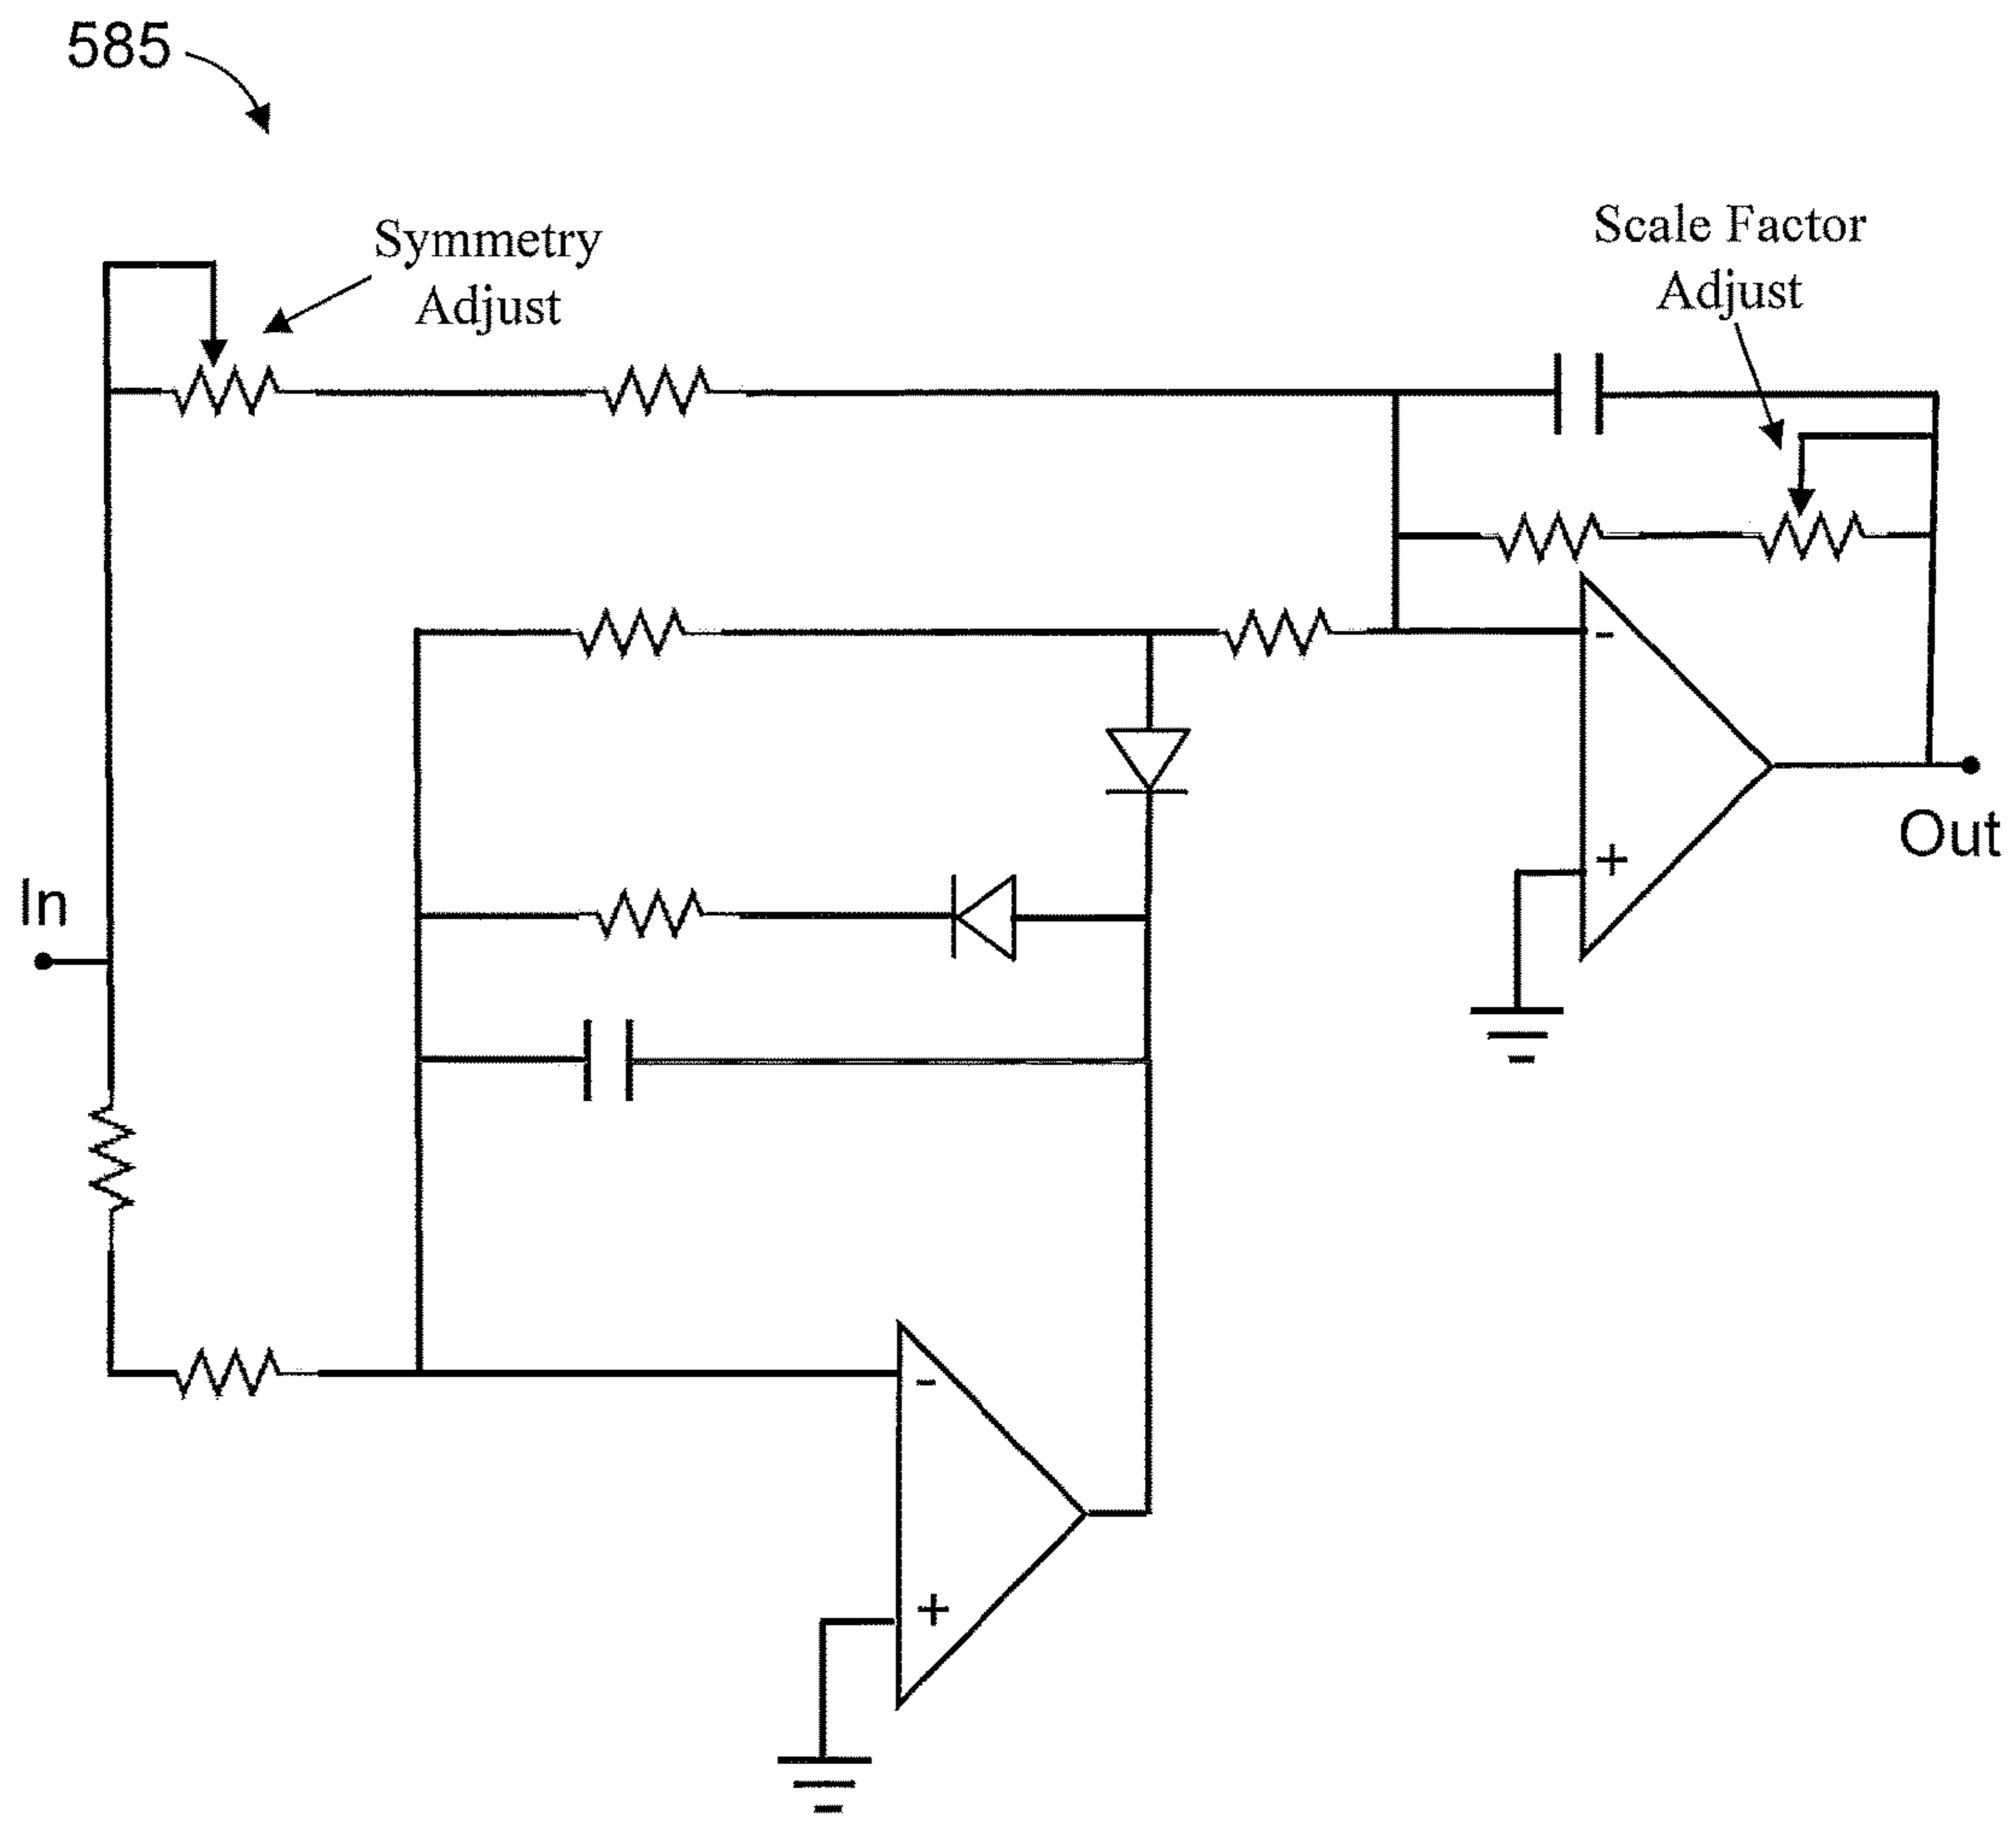 585
Symmetry
Adjust
Scale Factor
Adjust
-
+
Out
In
-
+